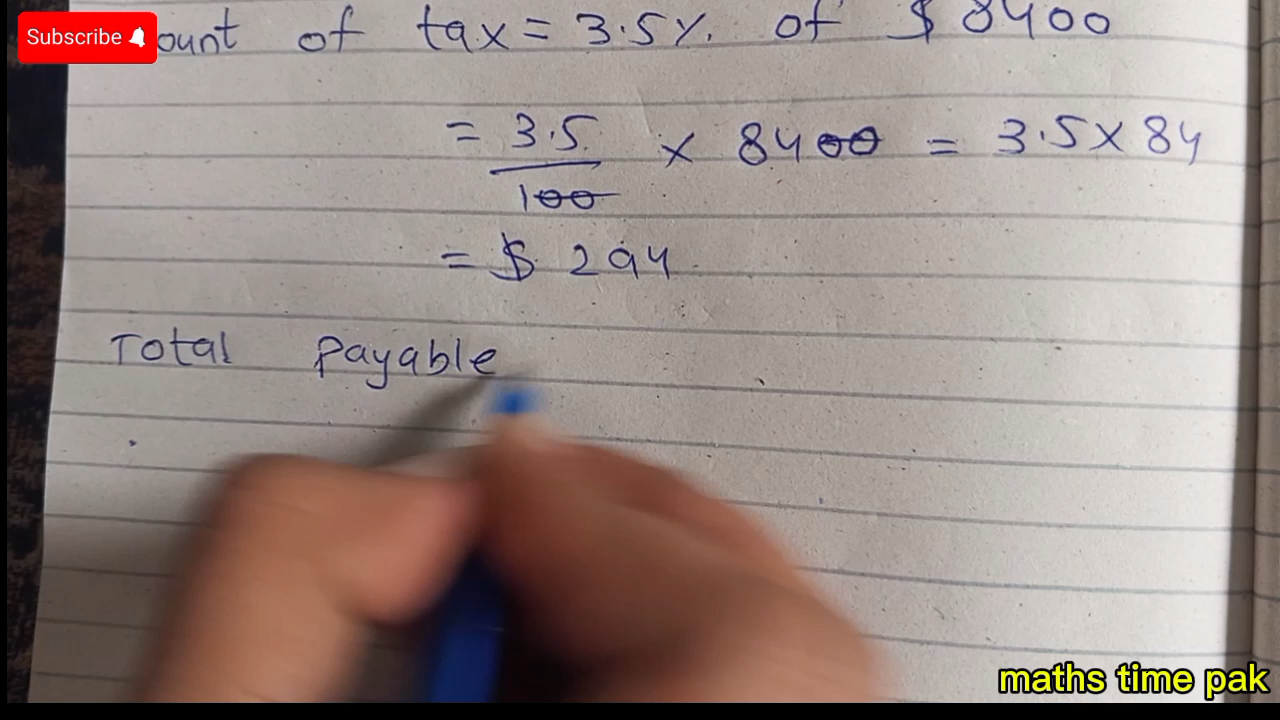 Subscribe
ount of tax = 3.5%. of $ 8400
= 3.5/100 × 8400 = 3.5×84
= $ 294
Total Payable
maths time pak